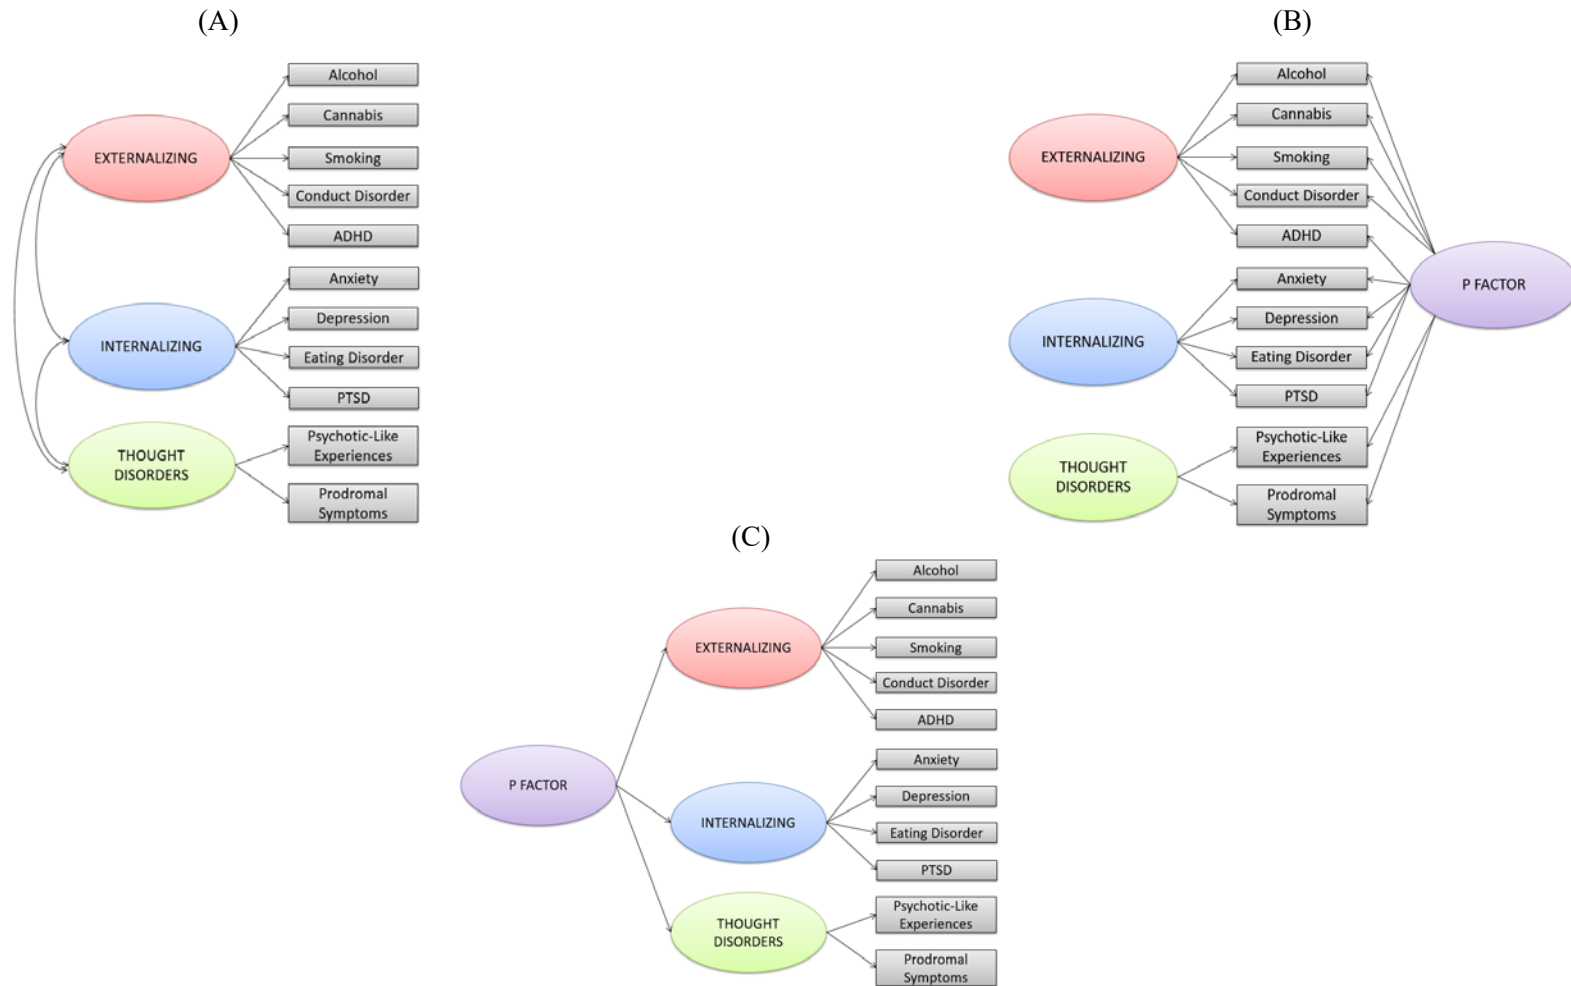 (A)
EXTERNALIZING
Alcohol
Cannabis
Smoking
Conduct Disorder
ADHD
INTERNALIZING
Anxiety
Depression
Eating Disorder
PTSD
THOUGHT
DISORDERS
Psychotic-Like
Experiences
Prodromal
Symptoms
(B)
EXTERNALIZING
Alcohol
Cannabis
Smoking
Conduct Disorder
ADHD
INTERNALIZING
Anxiety
Depression
Eating Disorder
PTSD
THOUGHT
DISORDERS
Psychotic-Like
Experiences
Prodromal
Symptoms
P FACTOR
(C)
P FACTOR
EXTERNALIZING
Alcohol
Cannabis
Smoking
Conduct Disorder
ADHD
INTERNALIZING
Anxiety
Depression
Eating Disorder
PTSD
THOUGHT
DISORDERS
Psychotic-Like
Experiences
Prodromal
Symptoms